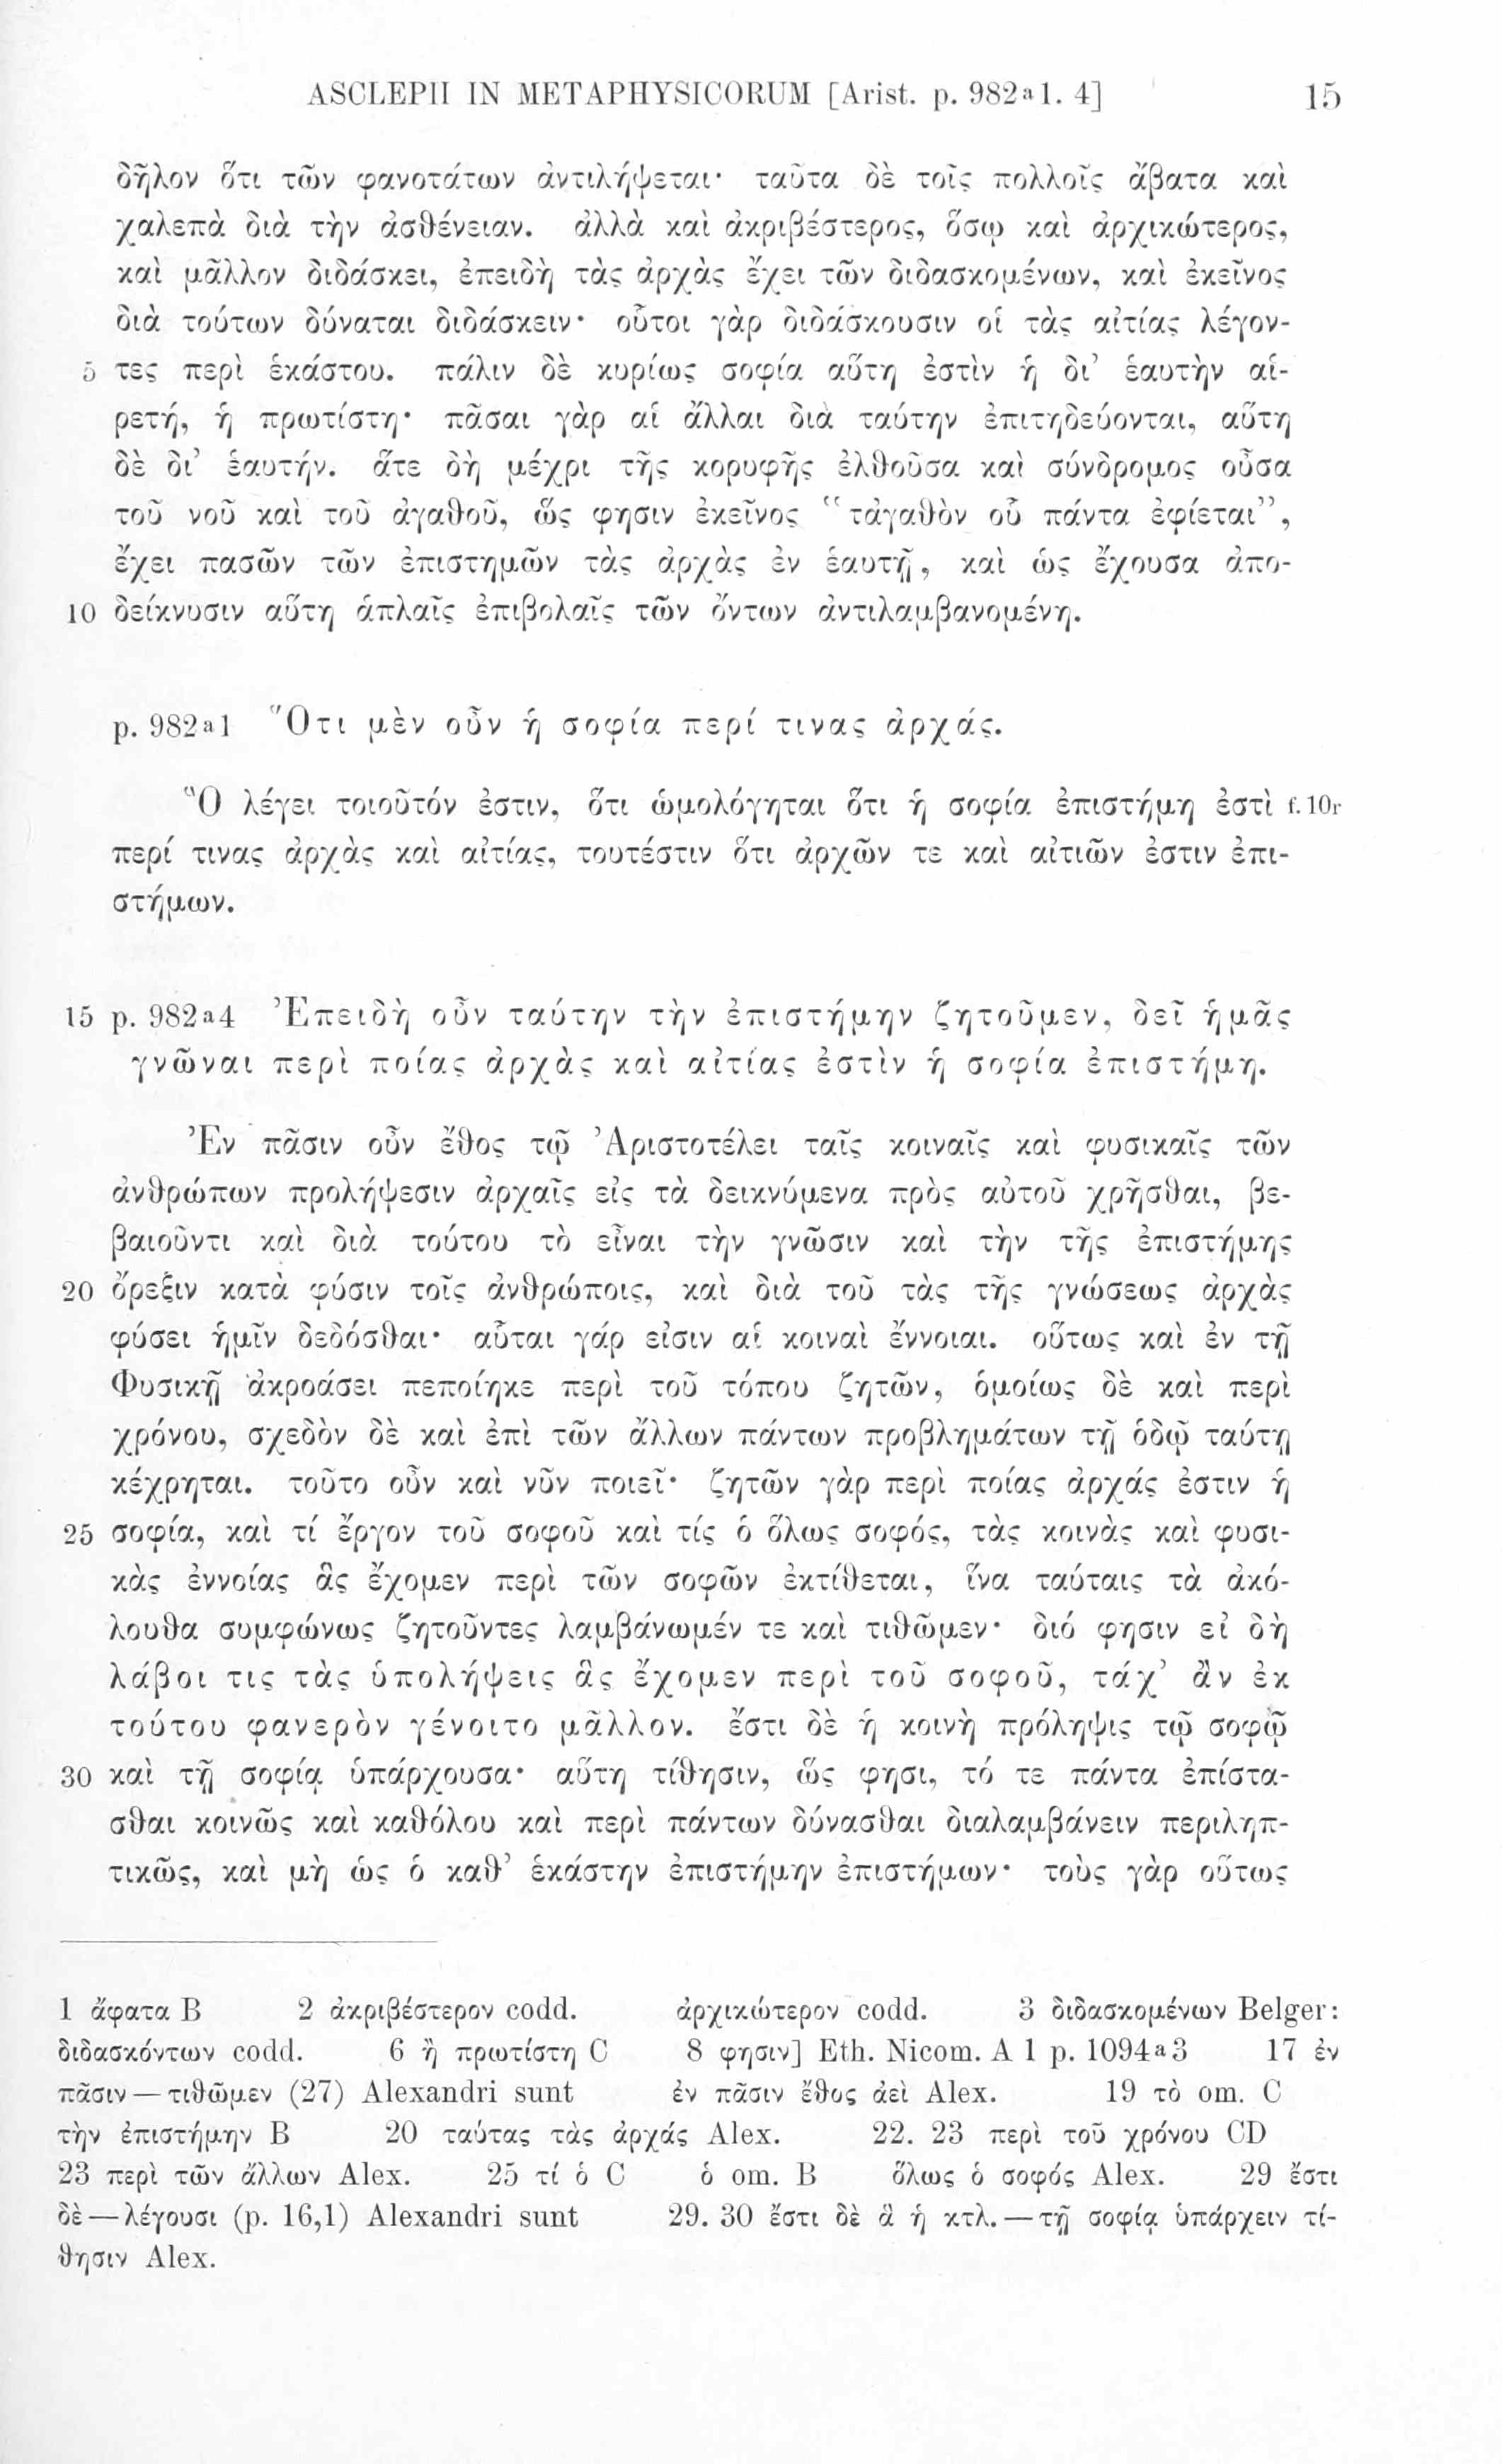 ASCLEPII IN METAPHYSICORUM [Arist. p. 982a1. 4] 15
δῆλον ὅτι τῶν φανοτάτων ἀντιλήψεται· ταῦτα δὲ τοῖς πολλοῖς ἄβατα καὶ
χαλεπὰ διὰ τὴν ἀσθένειαν. ἀλλὰ καὶ ἀκριβέστερος, ὅσῳ καὶ ἀρχικώτερος,
καὶ μᾶλλον διδάσκει, ἐπειδὴ τὰς ἀρχὰς ἔχει τῶν διδασκομένων, καὶ ἐκεῖνος
διὰ τούτων δύναται διδάσκειν· οὗτοι γὰρ διδάσκουσιν οἱ τὰς αἰτίας λέγον-
5 τες περὶ ἑκάστου. πάλιν δὲ κυρίως σοφία αὕτη ἐστὶν ἡ δι’ ἑαυτὴν αἱ-
ρετή, ἡ πρωτίστη· πᾶσαι γὰρ αἱ ἄλλαι διὰ ταύτην ἐπιτηδεύονται, αὕτη
δὲ δι’ ἑαυτήν. ἅτε δὴ μέχρι τῆς κορυφῆς ἐλθοῦσα καὶ σύνδρομος οὖσα
τοῦ νοῦ καὶ τοῦ ἀγαθοῦ, ὥς φησιν ἐκεῖνος “τἀγαθὸν οὗ πάντα ἐφίεται”,
ἔχει πασῶν τῶν ἐπιστημῶν τὰς ἀρχὰς ἐν ἑαυτῇ, καὶ ὡς ἔχουσα ἀπο-
10 δείκνυσιν αὕτη ἁπλαῖς ἐπιβολαῖς τῶν ὄντων ἀντιλαμβανομένη.
p. 982a1 Ὅτι μὲν οὖν ἡ σοφία περί τινας ἀρχάς.
Ὃ λέγει τοιοῦτόν ἐστιν, ὅτι ὡμολόγηται ὅτι ἡ σοφία ἐπιστήμη ἐστὶ f. 10r
περί τινας ἀρχὰς καὶ αἰτίας, τουτέστιν ὅτι ἀρχῶν τε καὶ αἰτιῶν ἐστιν ἐπι-
στήμων.
15 p. 982a4 Ἐπειδὴ οὖν ταύτην τὴν ἐπιστήμην ζητοῦμεν, δεῖ ἡμᾶς
γνῶναι περὶ ποίας ἀρχὰς καὶ αἰτίας ἐστὶν ἡ σοφία ἐπιστήμη.
Ἐν πᾶσιν οὖν ἔθος τῷ Ἀριστοτέλει ταῖς κοιναῖς καὶ φυσικαῖς τῶν
ἀνθρώπων προλήψεσιν ἀρχαῖς εἰς τὰ δεικνύμενα πρὸς αὐτοῦ χρῆσθαι, βε-
βαιοῦντι καὶ διὰ τούτου τὸ εἶναι τὴν γνῶσιν καὶ τὴν τῆς ἐπιστήμης
20 ὄρεξιν κατὰ φύσιν τοῖς ἀνθρώποις, καὶ διὰ τοῦ τὰς τῆς γνώσεως ἀρχὰς
φύσει ἡμῖν δεδόσθαι· αὗται γάρ εἰσιν αἱ κοιναὶ ἔννοιαι. οὕτως καὶ ἐν τῇ
Φυσικῇ ἀκροάσει πεποίηκε περὶ τοῦ τόπου ζητῶν, ὁμοίως δὲ καὶ περὶ
χρόνου, σχεδὸν δὲ καὶ ἐπὶ τῶν ἄλλων πάντων προβλημάτων τῇ ὁδῷ ταύτῃ
κέχρηται. τοῦτο οὖν καὶ νῦν ποιεῖ· ζητῶν γὰρ περὶ ποίας ἀρχάς ἐστιν ἡ
25 σοφία, καὶ τί ἔργον τοῦ σοφοῦ καὶ τίς ὁ ὅλως σοφός, τὰς κοινὰς καὶ φυσι-
κὰς ἐννοίας ἃς ἔχομεν περὶ τῶν σοφῶν ἐκτίθεται, ἵνα ταύταις τὰ ἀκό-
λουθα συμφώνως ζητοῦντες λαμβάνωμέν τε καὶ τιθῶμεν· διό φησιν εἰ δὴ
λάβοι τις τὰς ὑπολήψεις ἃς ἔχομεν περὶ τοῦ σοφοῦ, τάχ’ ἂν ἐκ
τούτου φανερὸν γένοιτο μᾶλλον. ἔστι δὲ ἡ κοινὴ πρόληψις τῷ σοφῷ
30 καὶ τῇ σοφίᾳ ὑπάρχουσα· αὕτη τίθησιν, ὥς φησι, τό τε πάντα ἐπίστα-
σθαι κοινῶς καὶ καθόλου καὶ περὶ πάντων δύνασθαι διαλαμβάνειν περιληπ-
τικῶς, καὶ μὴ ὡς ὁ καθ’ ἑκάστην ἐπιστήμην ἐπιστήμων· τοὺς γὰρ οὕτως
1 ἄφατα B 2 ἀκριβέστερον codd. ἀρχικώτερον codd. 3 διδασκομένων Belger:
διδασκόντων codd. 6 ἢ πρωτίστη C 8 φησιν] Eth. Nicom. A 1 p. 1094a3 17 ἐν
πᾶσιν — τιθῶμεν (27) Alexandri sunt ἐν πᾶσιν ἔθος ἀεὶ Alex. 19 τὸ om. C
τὴν ἐπιστήμην B 20 ταύτας τὰς ἀρχάς Alex. 22. 23 περὶ τοῦ χρόνου CD
23 περὶ τῶν ἄλλων Alex. 25 τί ὁ C ὁ om. B ὅλως ὁ σοφός Alex. 29 ἔστι
δὲ — λέγουσι (p. 16,1) Alexandri sunt 29. 30 ἔστι δὲ ἃ ἡ κτλ. — τῇ σοφίᾳ ὑπάρχειν τί-
θησιν Alex.